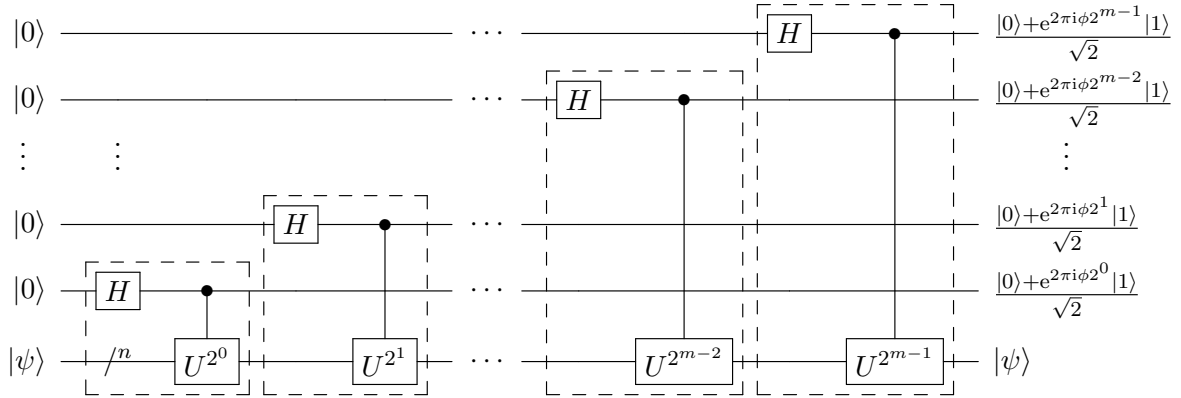 |0⟩ ··· H |0⟩+e^{2πiφ2^{m−1}}|1⟩ / √2
|0⟩ ··· H |0⟩+e^{2πiφ2^{m−2}}|1⟩ / √2
⋮ ⋮ ⋮
|0⟩ H ··· |0⟩+e^{2πiφ2^1}|1⟩ / √2
|0⟩ H ··· |0⟩+e^{2πiφ2^0}|1⟩ / √2
|ψ⟩ /^n U^{2^0} U^{2^1} ··· U^{2^{m−2}} U^{2^{m−1}} |ψ⟩